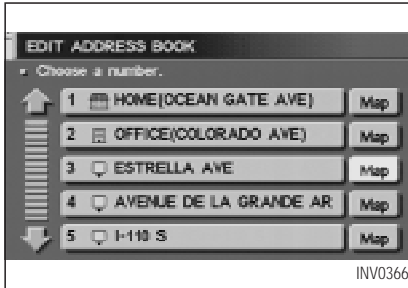 EDIT ADDRESS BOOK
Choose a number.
1 HOME(OCEAN GATE AVE) Map
2 OFFICE(COLORADO AVE) Map
3 ESTRELLA AVE Map
4 AVENUE DE LA GRANDE AR Map
5 I-110 S Map
INV0366